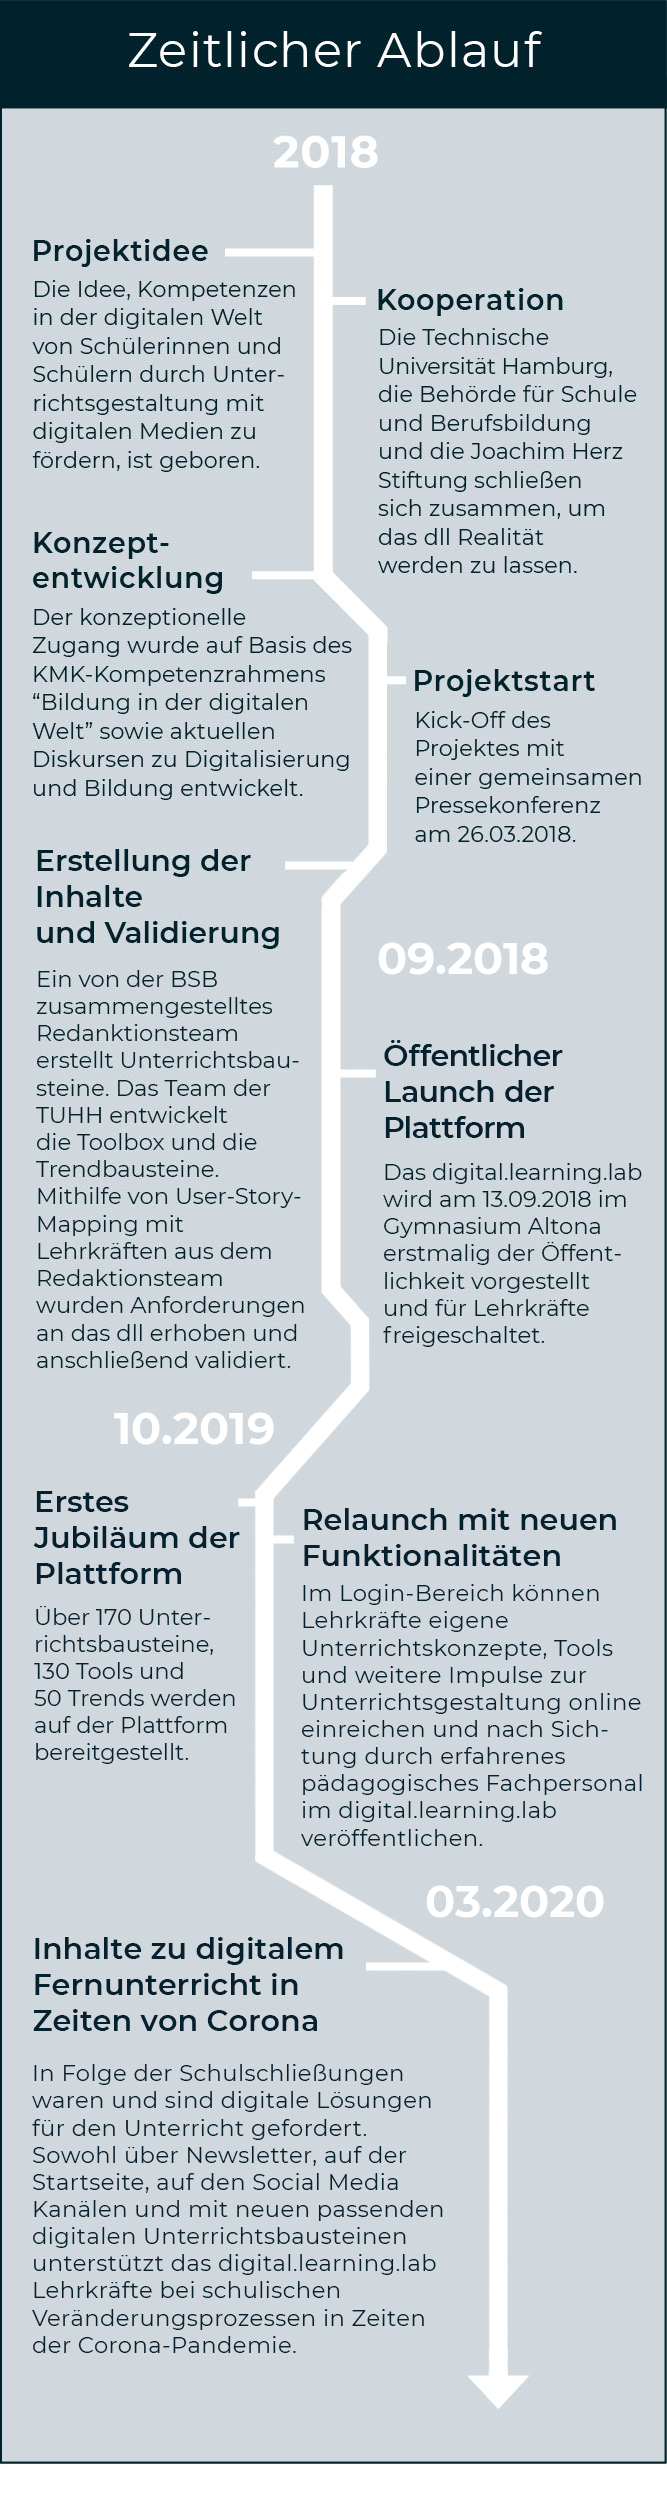 Zeitlicher Ablauf
2018
Projektidee
Die Idee, Kompetenzen
in der digitalen Welt
von Schülerinnen und
Schülern durch Unter-
richtsgestaltung mit
digitalen Medien zu
fördern, ist geboren.
Kooperation
Die Technische
Universität Hamburg,
die Behörde für Schule
und Berufsbildung
und die Joachim Herz
Stiftung schließen
sich zusammen, um
das dll Realität
werden zu lassen.
Konzept-
entwicklung
Der konzeptionelle
Zugang wurde auf Basis des
KMK-Kompetenzrahmens
“Bildung in der digitalen
Welt” sowie aktuellen
Diskursen zu Digitalisierung
und Bildung entwickelt.
Projektstart
Kick-Off des
Projektes mit
einer gemeinsamen
Pressekonferenz
am 26.03.2018.
Erstellung der
Inhalte
und Validierung
Ein von der BSB
zusammengestelltes
Redanktionsteam
erstellt Unterrichtsbau-
steine. Das Team der
TUHH entwickelt
die Toolbox und die
Trendbausteine.
Mithilfe von User-Story-
Mapping mit
Lehrkräften aus dem
Redaktionsteam
wurden Anforderungen
an das dll erhoben und
anschließend validiert.
09.2018
Öffentlicher
Launch der
Plattform
Das digital.learning.lab
wird am 13.09.2018 im
Gymnasium Altona
erstmalig der Öffent-
lichkeit vorgestellt
und für Lehrkräfte
freigeschaltet.
10.2019
Erstes
Jubiläum der
Plattform
Über 170 Unter-
richtsbausteine,
130 Tools und
50 Trends werden
auf der Plattform
bereitgestellt.
Relaunch mit neuen
Funktionalitäten
Im Login-Bereich können
Lehrkräfte eigene
Unterrichtskonzepte, Tools
und weitere Impulse zur
Unterrichtsgestaltung online
einreichen und nach Sich-
tung durch erfahrenes
pädagogisches Fachpersonal
im digital.learning.lab
veröffentlichen.
03.2020
Inhalte zu digitalem
Fernunterricht in
Zeiten von Corona
In Folge der Schulschließungen
waren und sind digitale Lösungen
für den Unterricht gefordert.
Sowohl über Newsletter, auf der
Startseite, auf den Social Media
Kanälen und mit neuen passenden
digitalen Unterrichtsbausteinen
unterstützt das digital.learning.lab
Lehrkräfte bei schulischen
Veränderungsprozessen in Zeiten
der Corona-Pandemie.